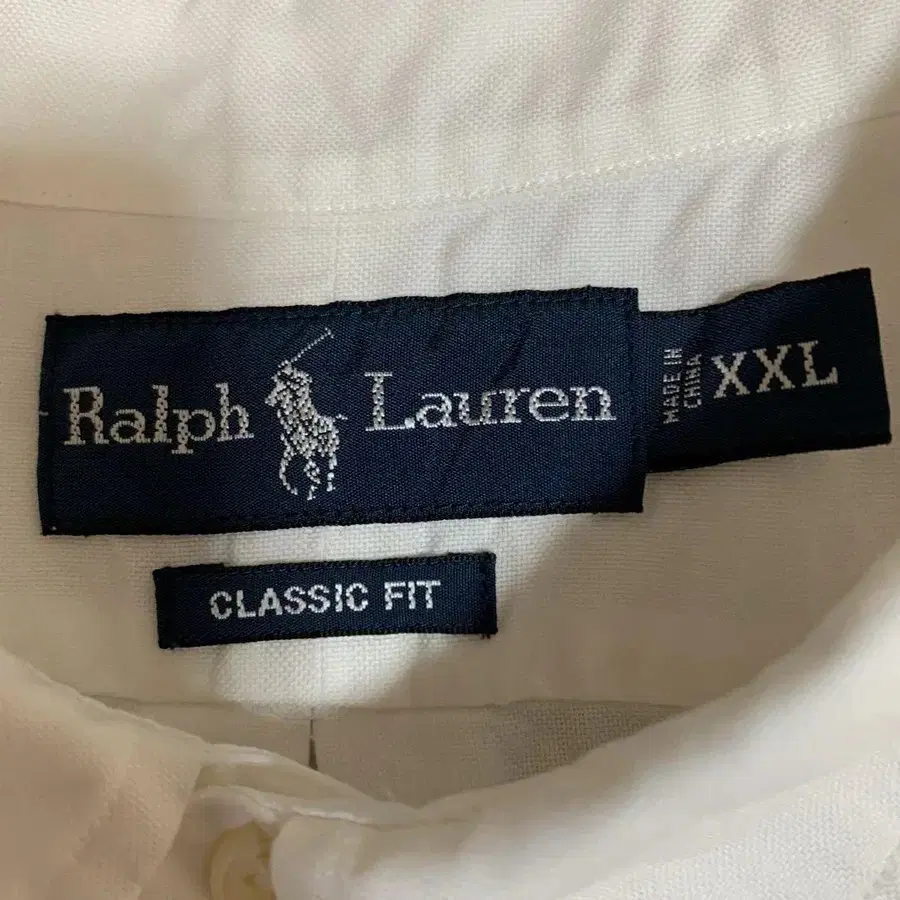 Ralph Lauren
MADE IN
CHINA
XXL
CLASSIC FIT